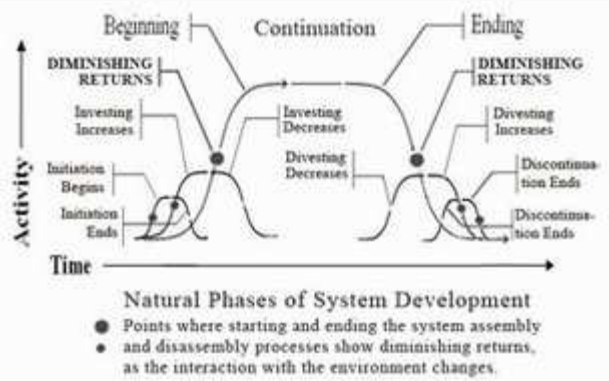 Beginning
Continuation
Ending
DIMINISHING
RETURNS
DIMINISHING
RETURNS
Investing
Increases
Investing
Decreases
Divesting
Increases
Initiation
Begins
Divesting
Decreases
Discontinua-
tion Ends
Initiation
Ends
Discontinua-
tion Ends
Activity
Time
Natural Phases of System Development
Points where starting and ending the system assembly
and disassembly processes show diminishing returns,
as the interaction with the environment changes.